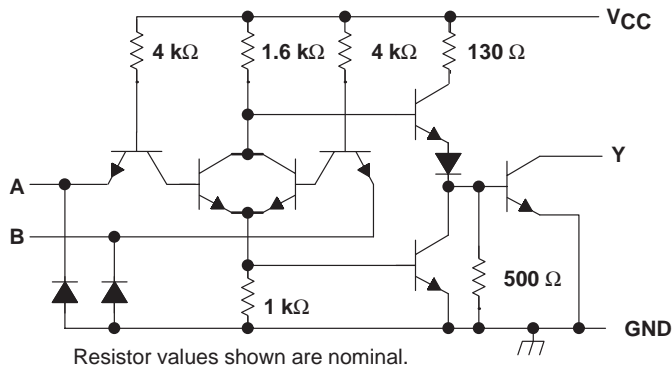 VCC
4 kΩ 1.6 kΩ 4 kΩ 130 Ω
A
Y
B
500 Ω
1 kΩ
GND
Resistor values shown are nominal.